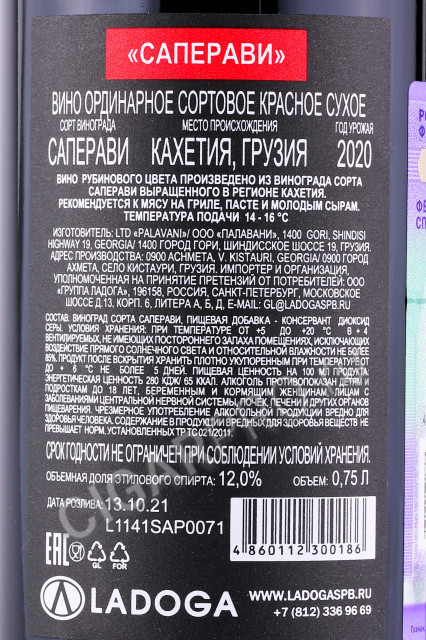 «САПЕРАВИ»
ВИНО ОРДИНАРНОЕ СОРТОВОЕ КРАСНОЕ СУХОЕ
СОРТ ВИНОГРАДА МЕСТО ПРОИСХОЖДЕНИЯ ГОД УРОЖАЯ
САПЕРАВИ КАХЕТИЯ, ГРУЗИЯ 2020
ВИНО РУБИНОВОГО ЦВЕТА ПРОИЗВЕДЕНО ИЗ ВИНОГРАДА СОРТА
САПЕРАВИ ВЫРАЩЕННОГО В РЕГИОНЕ КАХЕТИЯ.
РЕКОМЕНДУЕТСЯ К МЯСУ НА ГРИЛЕ, ПАСТЕ И МОЛОДЫМ СЫРАМ.
ТЕМПЕРАТУРА ПОДАЧИ 14 - 16 °C
ИЗГОТОВИТЕЛЬ: LTD «PALAVANI»/ ООО «ПАЛАВАНИ», 1400 GORI, SHINDISI
HIGHWAY 19, GEORGIA/ 1400 ГОРОД ГОРИ, ШИНДИССКОЕ ШОССЕ 19, ГРУЗИЯ.
АДРЕС ПРОИЗВОДСТВА: 0900 ACHMETA, V. KISTAURI, GEORGIA/ 0900 ГОРОД
АХМЕТА, СЕЛО КИСТАУРИ, ГРУЗИЯ. ИМПОРТЕР И ОРГАНИЗАЦИЯ,
УПОЛНОМОЧЕННАЯ НА ПРИНЯТИЕ ПРЕТЕНЗИЙ ОТ ПОТРЕБИТЕЛЕЙ: ООО
«ГРУППА ЛАДОГА», 196158, РОССИЯ, САНКТ-ПЕТЕРБУРГ, МОСКОВСКОЕ
ШОССЕ Д.13, КОРП. 6, ЛИТЕРА А, Б, Д, E-MAIL: GL@LADOGASPB.RU
СОСТАВ: ВИНОГРАД СОРТА САПЕРАВИ, ПИЩЕВАЯ ДОБАВКА - КОНСЕРВАНТ ДИОКСИД
СЕРЫ. УСЛОВИЯ ХРАНЕНИЯ: ПРИ ТЕМПЕРАТУРЕ ОТ +5 ДО +20 °C В
ВЕНТИЛИРУЕМЫХ, НЕ ИМЕЮЩИХ ПОСТОРОННЕГО ЗАПАХА ПОМЕЩЕНИЯХ, ИСКЛЮЧАЮЩИХ
ВОЗДЕЙСТВИЕ ПРЯМОГО СОЛНЕЧНОГО СВЕТА И ОТНОСИТЕЛЬНОЙ ВЛАЖНОСТИ НЕ БОЛЕЕ
85%. ПРОДУКТ ПОСЛЕ ВСКРЫТИЯ ХРАНИТЬ ПЛОТНО УКУПОРЕННЫМ ПРИ ТЕМПЕРАТУРЕ ОТ
ДО + 6 °C НЕ БОЛЕЕ 5 ДНЕЙ. ПИЩЕВАЯ ЦЕННОСТЬ НА 100 МЛ ПРОДУКТА:
ЭНЕРГЕТИЧЕСКАЯ ЦЕННОСТЬ 280 КДЖ/ 65 ККАЛ. АЛКОГОЛЬ ПРОТИВОПОКАЗАН ДЕТЯМ И
ПОДРОСТКАМ ДО 18 ЛЕТ, БЕРЕМЕННЫМ И КОРМЯЩИМ ЖЕНЩИНАМ, ЛИЦАМ С
ЗАБОЛЕВАНИЯМИ ЦЕНТРАЛЬНОЙ НЕРВНОЙ СИСТЕМЫ, ПОЧЕК, ПЕЧЕНИ И ДРУГИХ ОРГАНОВ
ПИЩЕВАРЕНИЯ. ЧРЕЗМЕРНОЕ УПОТРЕБЛЕНИЕ АЛКОГОЛЬНОЙ ПРОДУКЦИИ ВРЕДНО ДЛЯ
ЗДОРОВЬЯ ЧЕЛОВЕКА. СОДЕРЖАНИЕ В ПРОДУКЦИИ ВРЕДНЫХ ДЛЯ ЗДОРОВЬЯ ВЕЩЕСТВ НЕ
ПРЕВЫШАЕТ НОРМ, УСТАНОВЛЕННЫХ ТР ТС 021/2011.
СРОК ГОДНОСТИ НЕ ОГРАНИЧЕН ПРИ СОБЛЮДЕНИИ УСЛОВИЙ ХРАНЕНИЯ.
ОБЪЕМНАЯ ДОЛЯ ЭТИЛОВОГО СПИРТА: 12,0% ОБЪЕМ: 0,75 Л
ДАТА РОЗЛИВА: 13.10.21
L1141SAP0071
4 860112 300186
EAC GL FOR
LADOGA
WWW.LADOGASPB.RU
+7 (812) 336 96 69